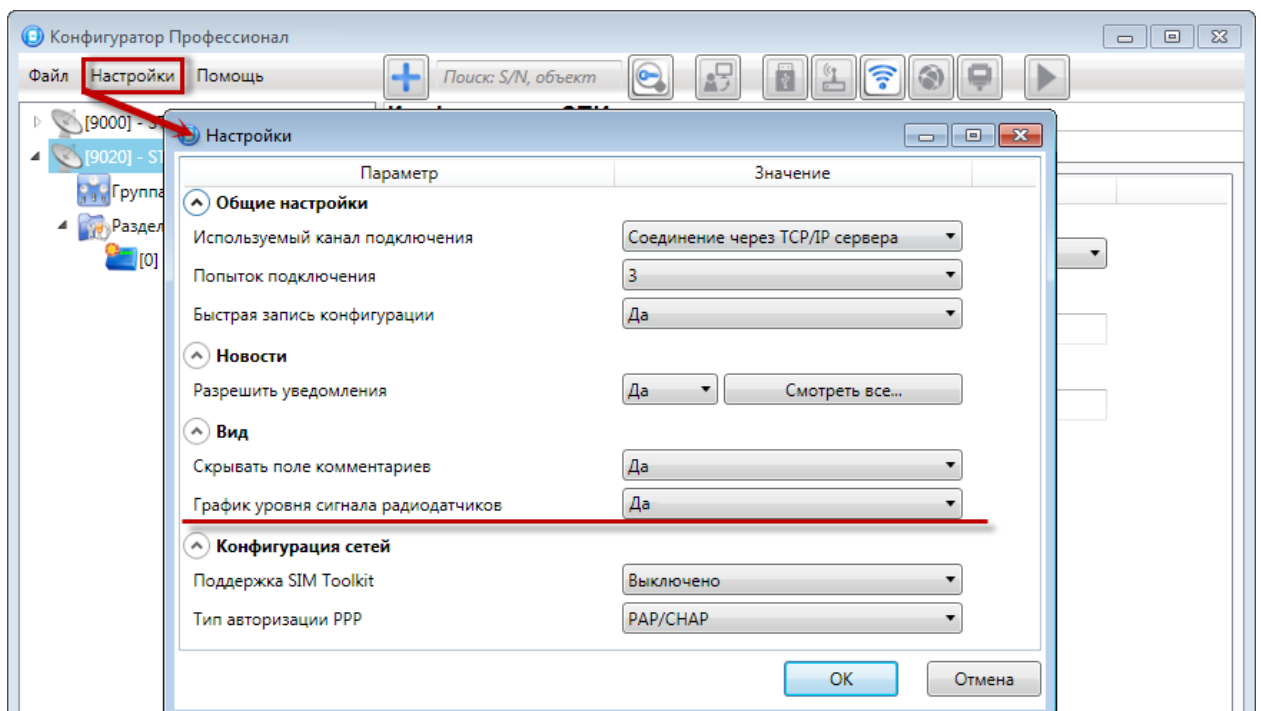 Конфигуратор Профессионал
Файл Настройки Помощь Поиск: S/N, объект
[9000] - ST
[9020] - ST
Группа
Раздел
[0]
Настройки
Параметр Значение
Общие настройки
Используемый канал подключения Соединение через TCP/IP сервера
Попыток подключения 3
Быстрая запись конфигурации Да
Новости
Разрешить уведомления Да Смотреть все...
Вид
Скрывать поле комментариев Да
График уровня сигнала радиодатчиков Да
Конфигурация сетей
Поддержка SIM Toolkit Выключено
Тип авторизации PPP PAP/CHAP
OK Отмена